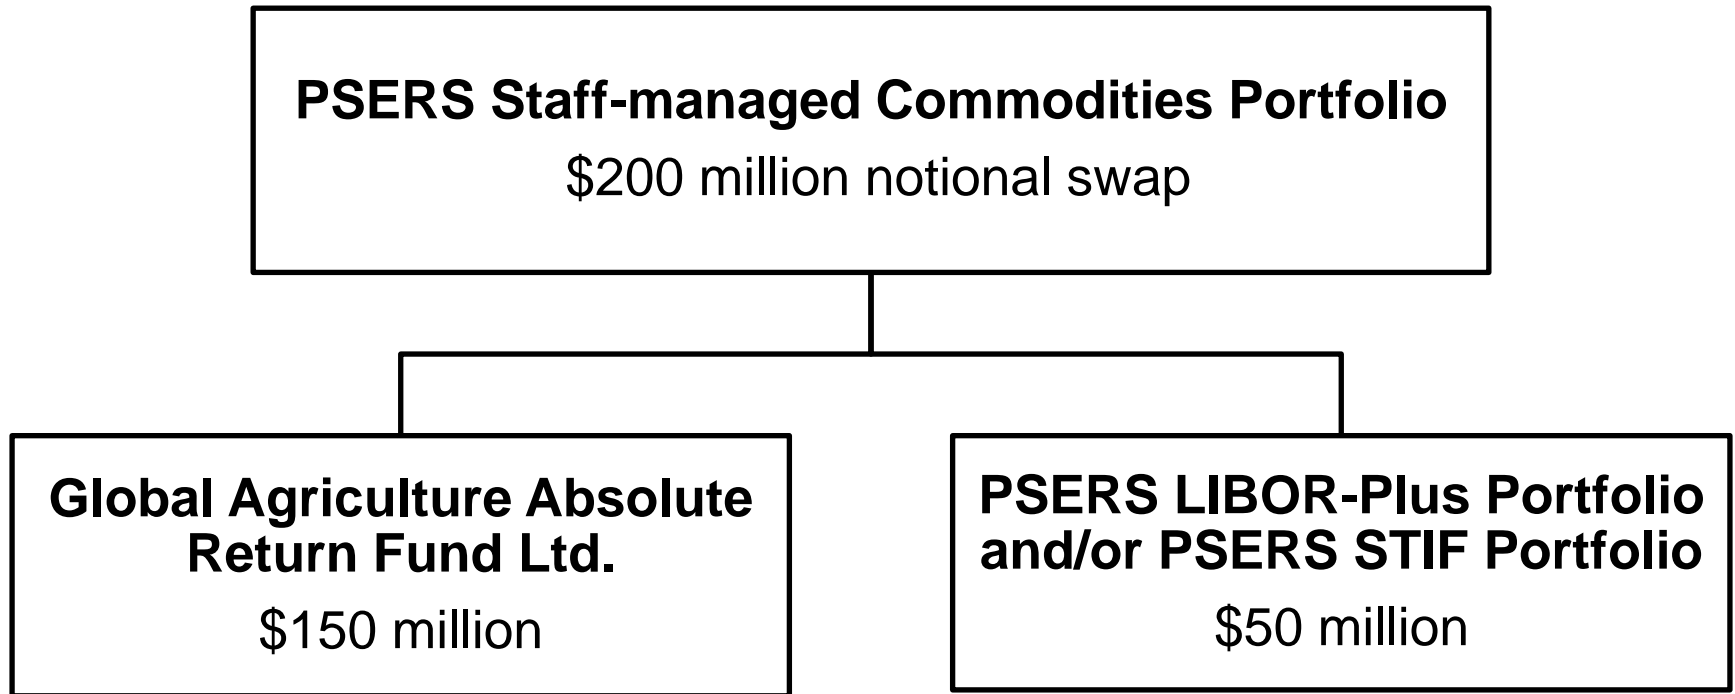 PSERS Staff-managed Commodities Portfolio
$200 million notional swap
Global Agriculture Absolute
Return Fund Ltd.
$150 million
PSERS LIBOR-Plus Portfolio
and/or PSERS STIF Portfolio
$50 million